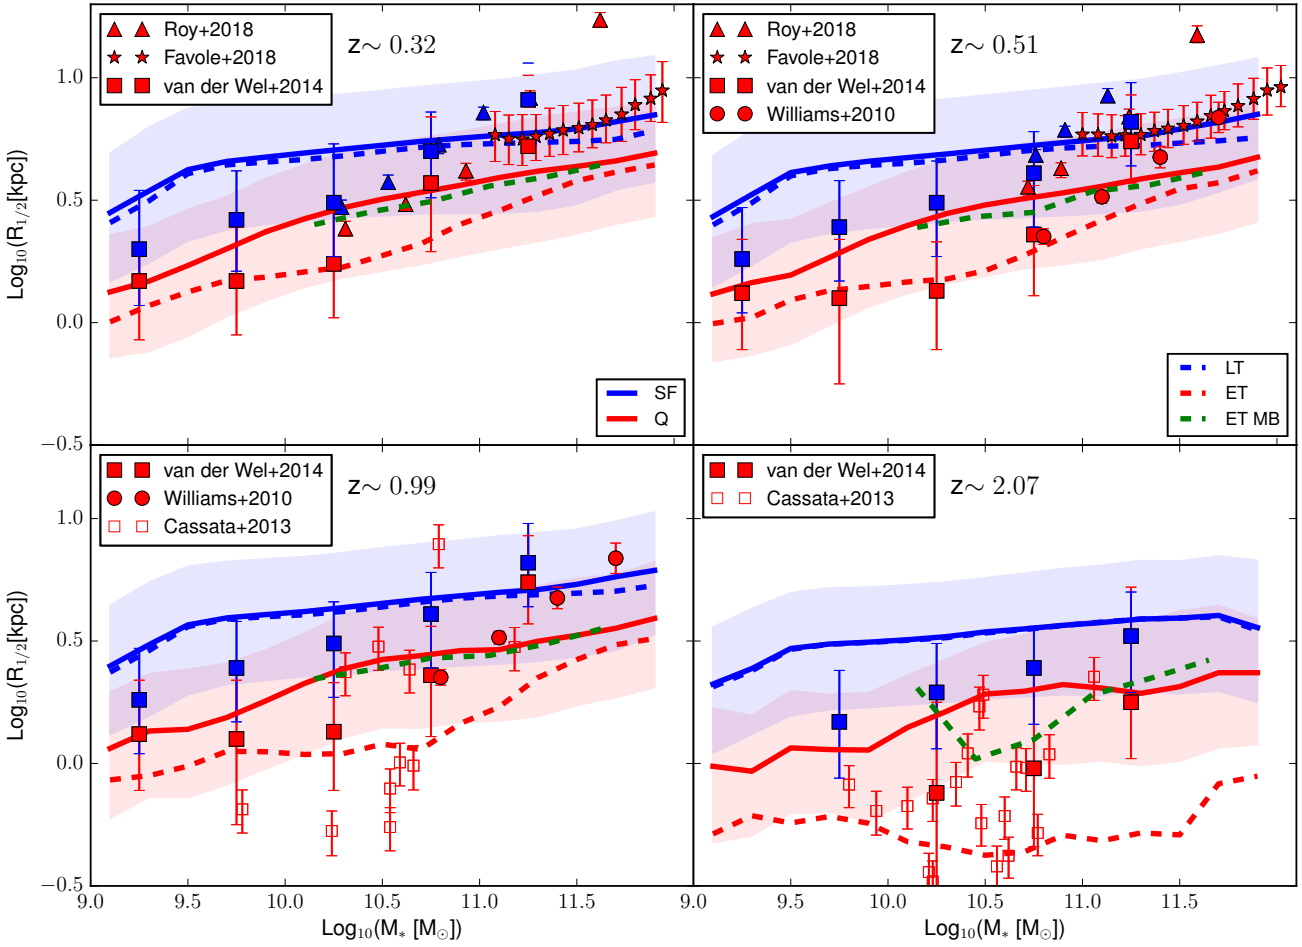 Roy+2018
Favole+2018
van der Wel+2014
z∼ 0.32
SF
Q
Log₁₀(R₁/₂[kpc])
1.0
0.5
0.0
−0.5
Roy+2018
Favole+2018
van der Wel+2014
Williams+2010
z∼ 0.51
LT
ET
ET MB
van der Wel+2014
Williams+2010
Cassata+2013
z∼ 0.99
Log₁₀(R₁/₂[kpc])
1.0
0.5
0.0
−0.5
9.0 9.5 10.0 10.5 11.0 11.5
Log₁₀(M* [M⊙])
van der Wel+2014
Cassata+2013
z∼ 2.07
9.0 9.5 10.0 10.5 11.0 11.5
Log₁₀(M* [M⊙])